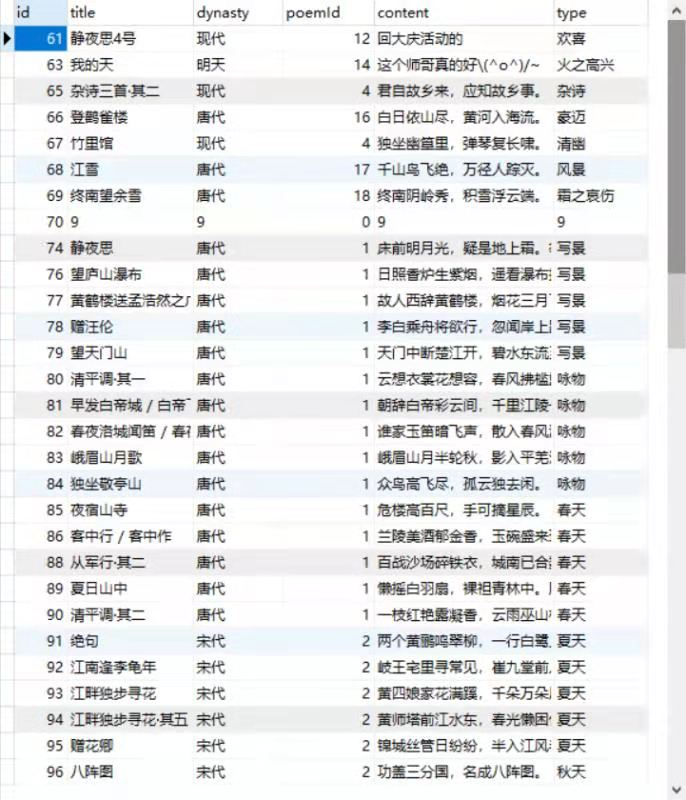 id title dynasty poemId content type
61 静夜思4号 现代 12 回大庆活动的 欢喜
63 我的天 明天 14 这个师哥真的好\(^o^)/~ 火之高兴
65 杂诗三首·其二 现代 4 君自故乡来，应知故乡事。 杂诗
66 登鹳雀楼 唐代 16 白日依山尽，黄河入海流。 豪迈
67 竹里馆 现代 4 独坐幽篁里，弹琴复长啸。 清幽
68 江雪 唐代 17 千山鸟飞绝，万径人踪灭。 风景
69 终南望余雪 唐代 18 终南阴岭秀，积雪浮云端。 霜之哀伤
70 9 9 0 9 9
74 静夜思 唐代 1 床前明月光，疑是地上霜。 写景
76 望庐山瀑布 唐代 1 日照香炉生紫烟，遥看瀑布 写景
77 黄鹤楼送孟浩然之 唐代 1 故人西辞黄鹤楼，烟花三月 写景
78 赠汪伦 唐代 1 李白乘舟将欲行，忽闻岸上 写景
79 望天门山 唐代 1 天门中断楚江开，碧水东流 写景
80 清平调·其一 唐代 1 云想衣裳花想容，春风拂槛 咏物
81 早发白帝城 / 白帝 唐代 1 朝辞白帝彩云间，千里江陵 咏物
82 春夜洛城闻笛 / 春 唐代 1 谁家玉笛暗飞声，散入春风 咏物
83 峨眉山月歌 唐代 1 峨眉山月半轮秋，影入平羌 咏物
84 独坐敬亭山 唐代 1 众鸟高飞尽，孤云独去闲。 咏物
85 夜宿山寺 唐代 1 危楼高百尺，手可摘星辰。 春天
86 客中行 / 客中作 唐代 1 兰陵美酒郁金香，玉碗盛来 春天
88 从军行·其二 唐代 1 百战沙场碎铁衣，城南已合 春天
89 夏日山中 唐代 1 懒摇白羽扇，裸袒青林中。 春天
90 清平调·其二 唐代 1 一枝红艳露凝香，云雨巫山 春天
91 绝句 宋代 2 两个黄鹂鸣翠柳，一行白鹭 夏天
92 江南逢李龟年 宋代 2 岐王宅里寻常见，崔九堂前 夏天
93 江畔独步寻花 宋代 2 黄四娘家花满蹊，千朵万朵 夏天
94 江畔独步寻花·其五 宋代 2 黄师塔前江水东，春光懒困 夏天
95 赠花卿 宋代 2 锦城丝管日纷纷，半入江风 夏天
96 八阵图 宋代 2 功盖三分国，名成八阵图。 秋天